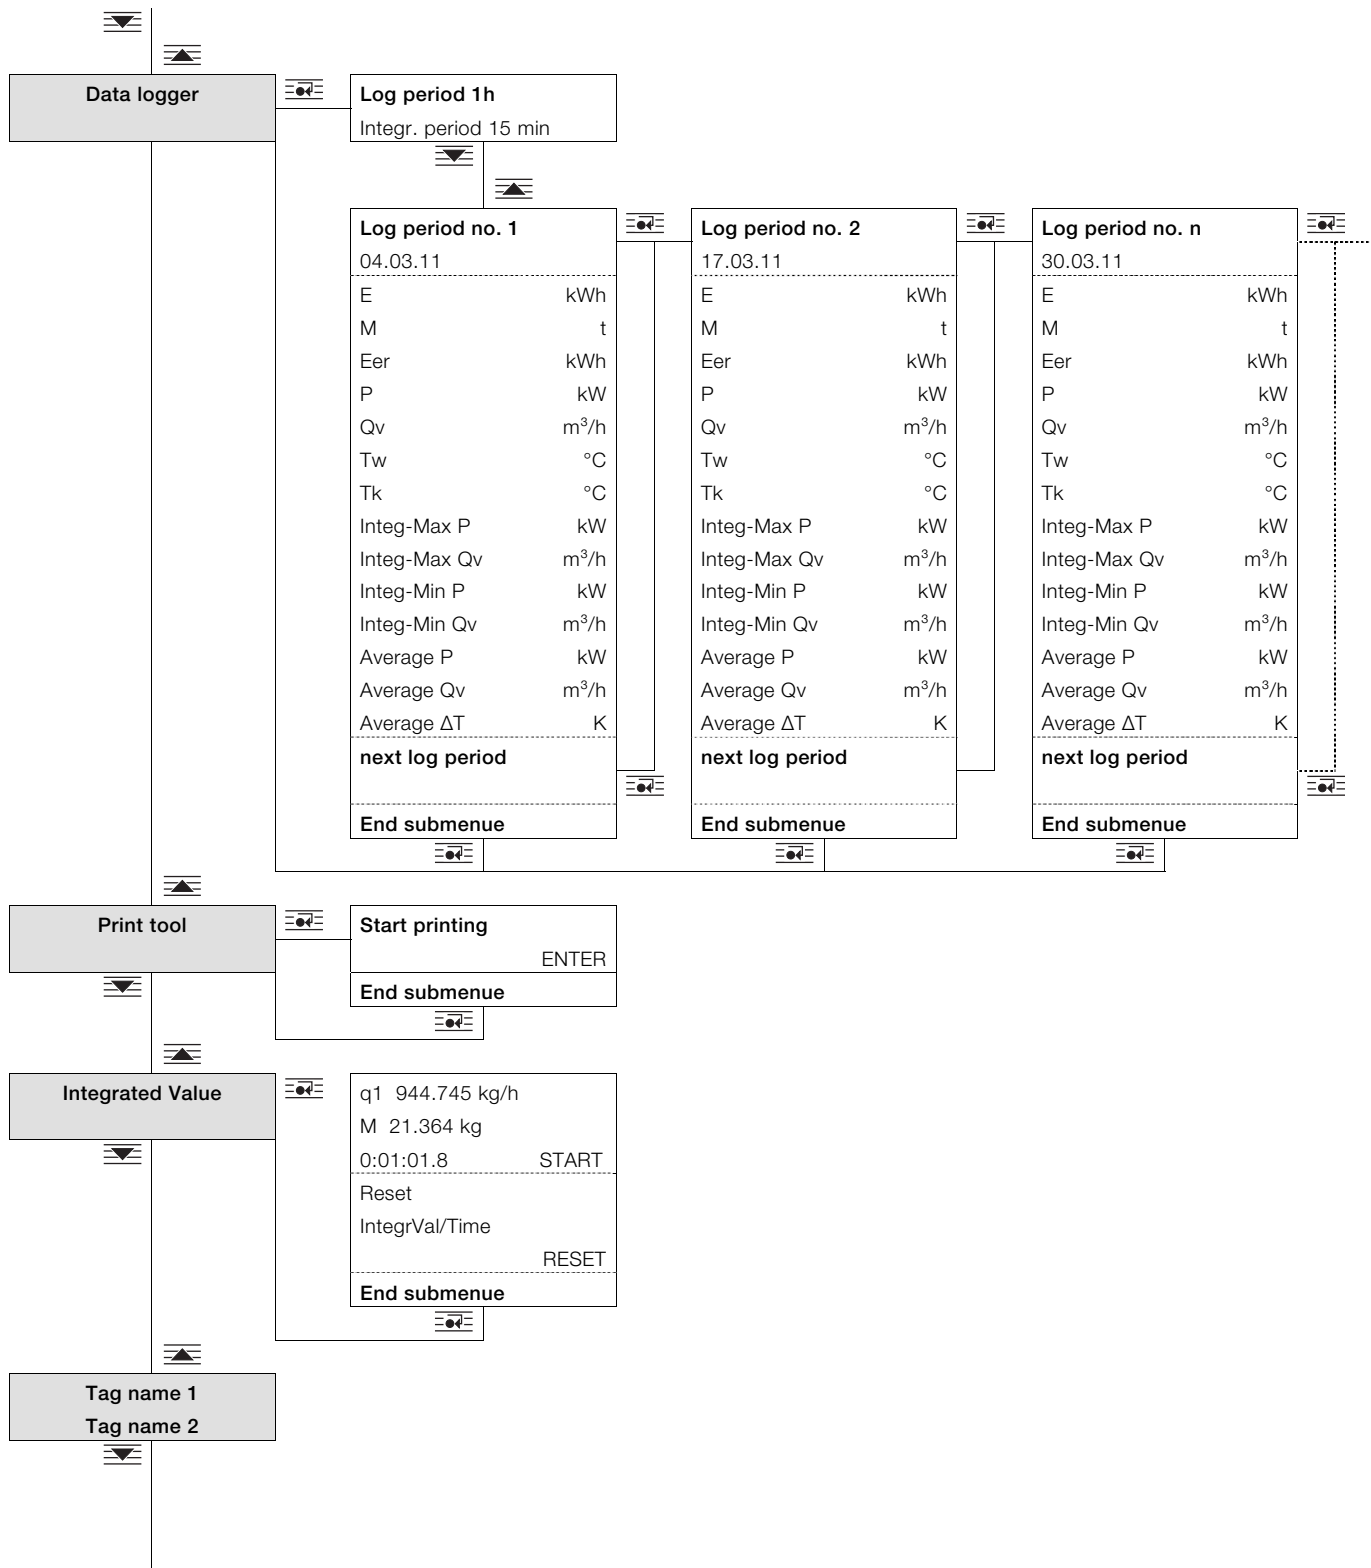 Data logger
Log period 1h
Integr. period 15 min
Log period no. 1
04.03.11
E kWh
M t
Eer kWh
P kW
Qv m³/h
Tw °C
Tk °C
Integ-Max P kW
Integ-Max Qv m³/h
Integ-Min P kW
Integ-Min Qv m³/h
Average P kW
Average Qv m³/h
Average ΔT K
next log period
End submenue
Log period no. 2
17.03.11
E kWh
M t
Eer kWh
P kW
Qv m³/h
Tw °C
Tk °C
Integ-Max P kW
Integ-Max Qv m³/h
Integ-Min P kW
Integ-Min Qv m³/h
Average P kW
Average Qv m³/h
Average ΔT K
next log period
End submenue
Log period no. n
30.03.11
E kWh
M t
Eer kWh
P kW
Qv m³/h
Tw °C
Tk °C
Integ-Max P kW
Integ-Max Qv m³/h
Integ-Min P kW
Integ-Min Qv m³/h
Average P kW
Average Qv m³/h
Average ΔT K
next log period
End submenue
Print tool
Start printing
ENTER
End submenue
Integrated Value
q1 944.745 kg/h
M 21.364 kg
0:01:01.8 START
Reset
IntegrVal/Time
RESET
End submenue
Tag name 1
Tag name 2